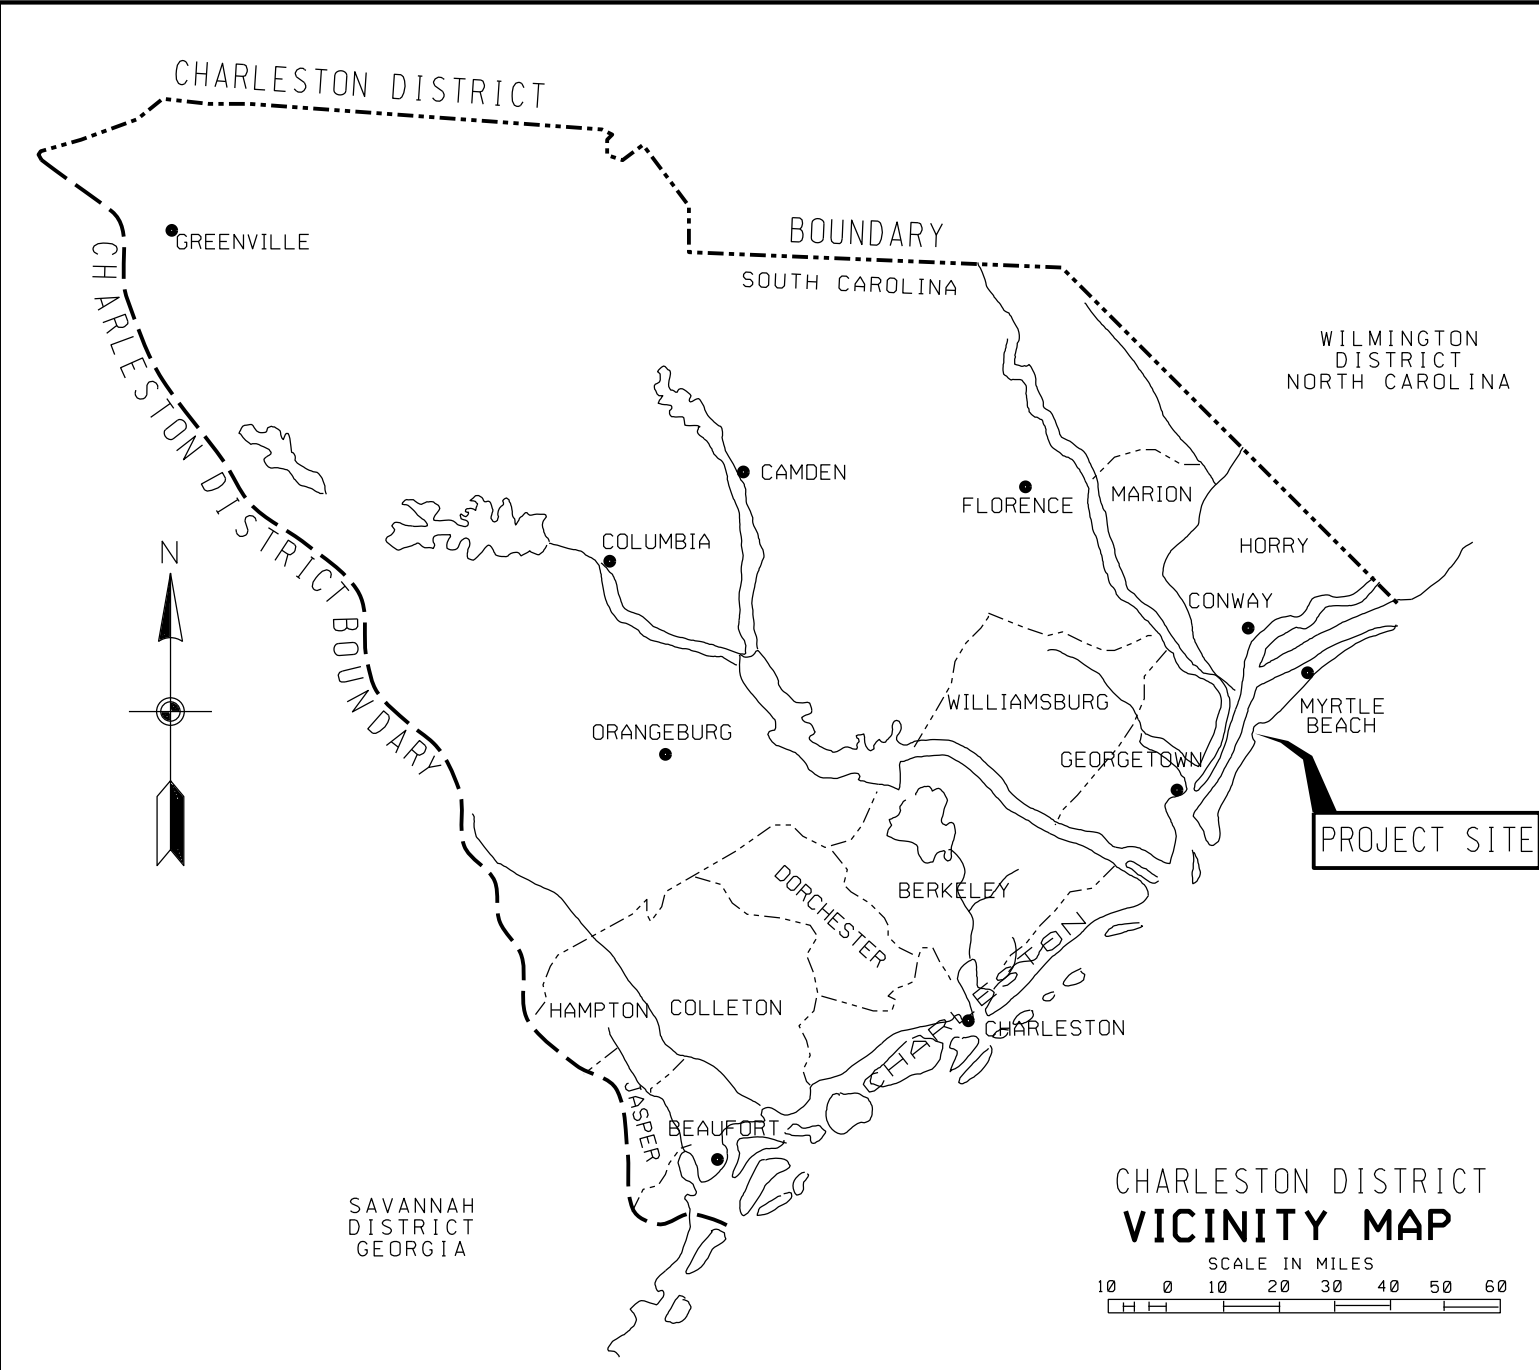 CHARLESTON DISTRICT
BOUNDARY
SOUTH CAROLINA
GREENVILLE
CHARLESTON DISTRICT BOUNDARY
WILMINGTON
DISTRICT
NORTH CAROLINA
CAMDEN
FLORENCE
MARION
COLUMBIA
HORRY
N
CONWAY
WILLIAMSBURG
MYRTLE
BEACH
ORANGEBURG
GEORGETOWN
PROJECT SITE
DORCHESTER
BERKELEY
1
CHARLESTON
HAMPTON
COLLETON
CHARLESTON
JASPER
BEAUFORT
SAVANNAH
DISTRICT
GEORGIA
CHARLESTON DISTRICT
VICINITY MAP
SCALE IN MILES
10 0 10 20 30 40 50 60